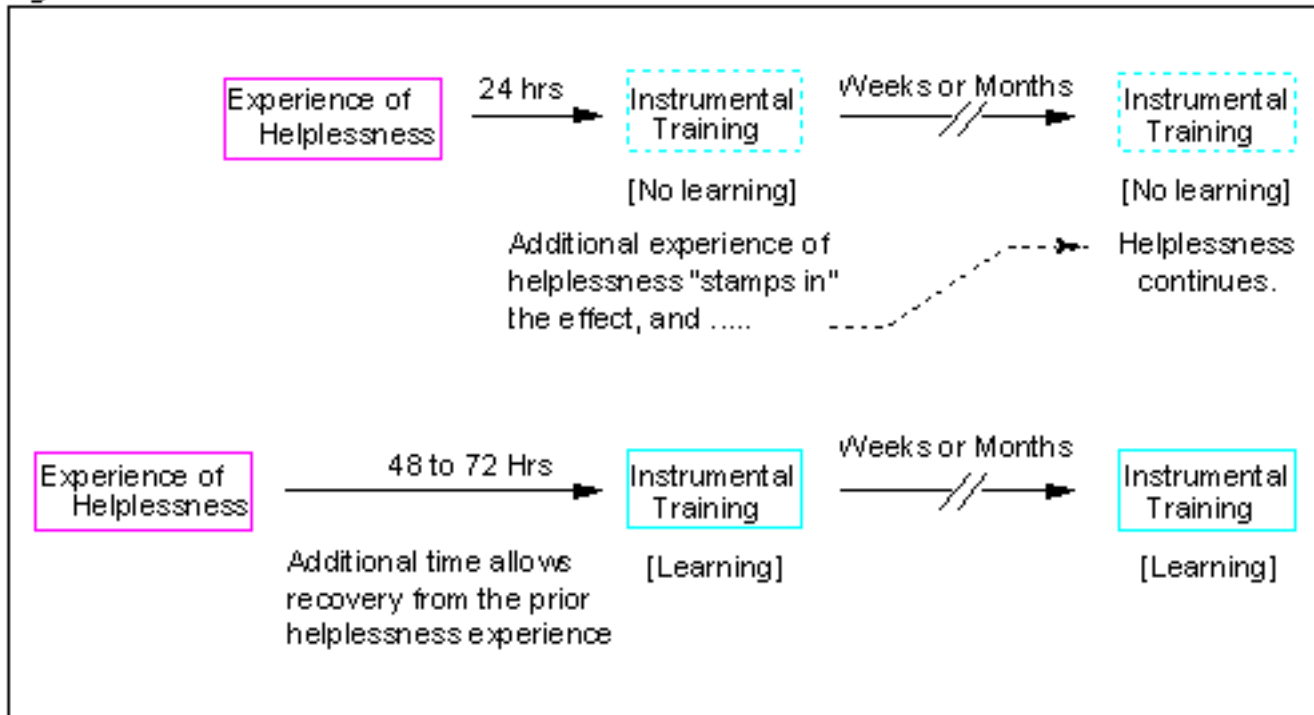 Experience of
Helplessness
24 hrs
Instrumental
Training
Weeks or Months
Instrumental
Training
[No learning]
[No learning]
Additional experience of
helplessness "stamps in"
the effect, and .....
Helplessness
continues.
Experience of
Helplessness
48 to 72 Hrs
Instrumental
Training
Weeks or Months
Instrumental
Training
Additional time allows
recovery from the prior
helplessness experience
[Learning]
[Learning]